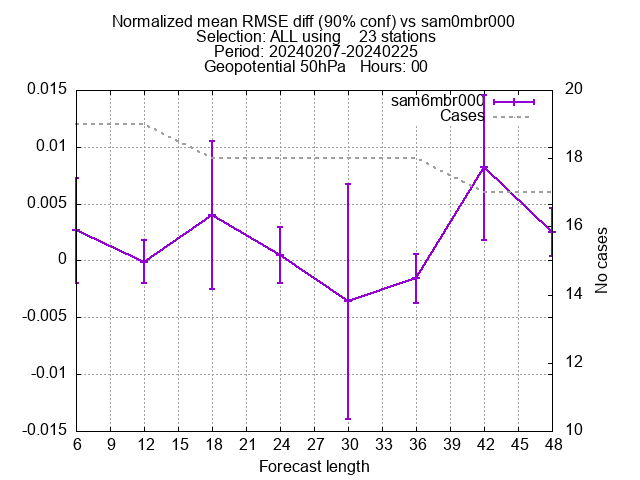 Normalized mean RMSE diff (90% conf) vs sam0mbr000
Selection: ALL using    23 stations
Period: 20240207-20240225
Geopotential 50hPa   Hours: 00
sam6mbr000
Cases
0.015
0.01
0.005
0
-0.005
-0.01
-0.015
20
18
16
14
12
10
No cases
6 9 12 15 18 21 24 27 30 33 36 39 42 45 48
Forecast length